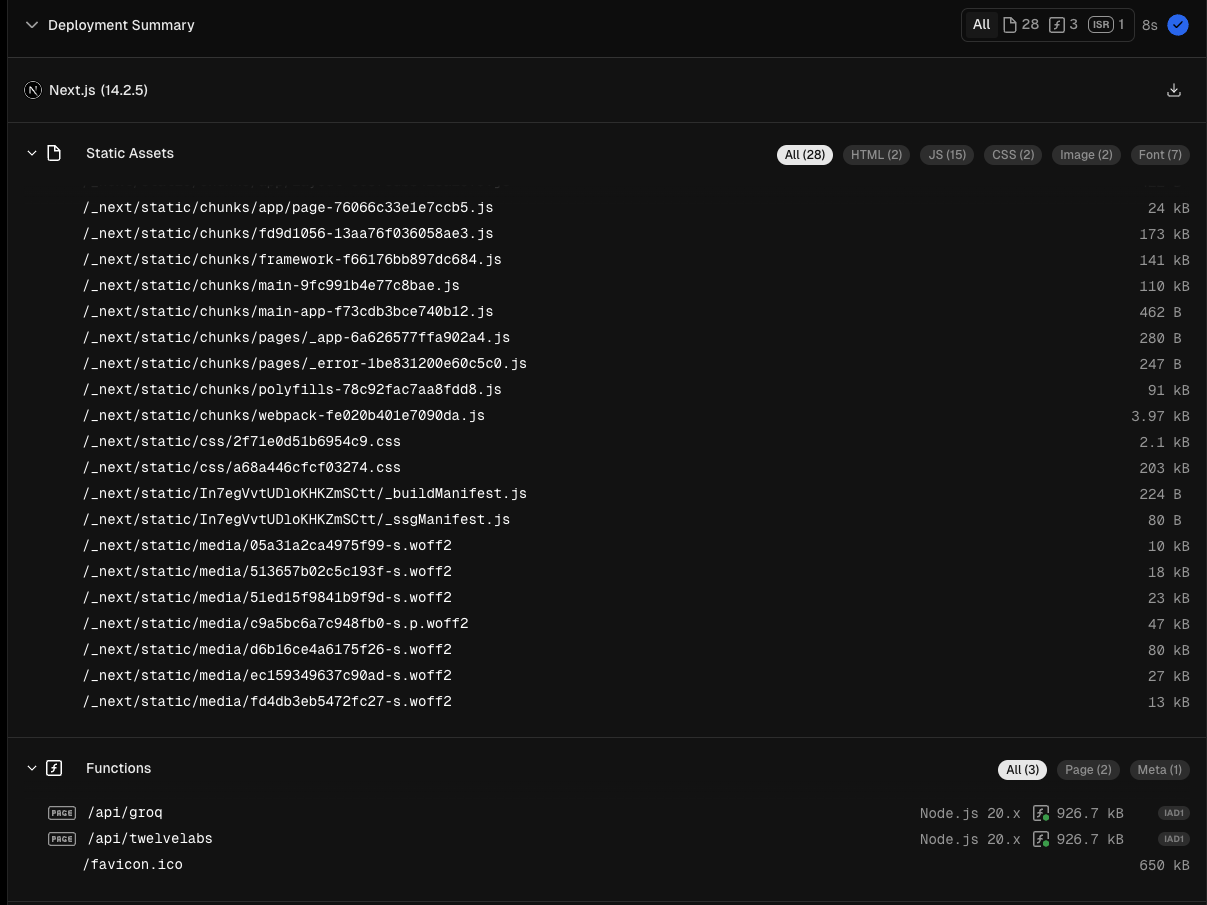 Deployment Summary All 28 3 ISR 1 8s
N Next.js (14.2.5)
Static Assets All (28) HTML (2) JS (15) CSS (2) Image (2) Font (7)
/_next/static/chunks/app/page-76066c33e1e7ccb5.js 24 kB
/_next/static/chunks/fd9d1056-13aa76f036058ae3.js 173 kB
/_next/static/chunks/framework-f66176bb897dc684.js 141 kB
/_next/static/chunks/main-9fc991b4e77c8bae.js 110 kB
/_next/static/chunks/main-app-f73cdb3bce740b12.js 462 B
/_next/static/chunks/pages/_app-6a626577ffa902a4.js 280 B
/_next/static/chunks/pages/_error-1be831200e60c5c0.js 247 B
/_next/static/chunks/polyfills-78c92fac7aa8fdd8.js 91 kB
/_next/static/chunks/webpack-fe020b401e7090da.js 3.97 kB
/_next/static/css/2f71e0d51b6954c9.css 2.1 kB
/_next/static/css/a68a446cfcf03274.css 203 kB
/_next/static/In7egVvtUDloKHKZmSCtt/_buildManifest.js 224 B
/_next/static/In7egVvtUDloKHKZmSCtt/_ssgManifest.js 80 B
/_next/static/media/05a31a2ca4975f99-s.woff2 10 kB
/_next/static/media/513657b02c5c193f-s.woff2 18 kB
/_next/static/media/51ed15f9841b9f9d-s.woff2 23 kB
/_next/static/media/c9a5bc6a7c948fb0-s.p.woff2 47 kB
/_next/static/media/d6b16ce4a6175f26-s.woff2 80 kB
/_next/static/media/ec159349637c90ad-s.woff2 27 kB
/_next/static/media/fd4db3eb5472fc27-s.woff2 13 kB
Functions All (3) Page (2) Meta (1)
PAGE /api/groq Node.js 20.x 926.7 kB IAD1
PAGE /api/twelvelabs Node.js 20.x 926.7 kB IAD1
/favicon.ico 650 kB